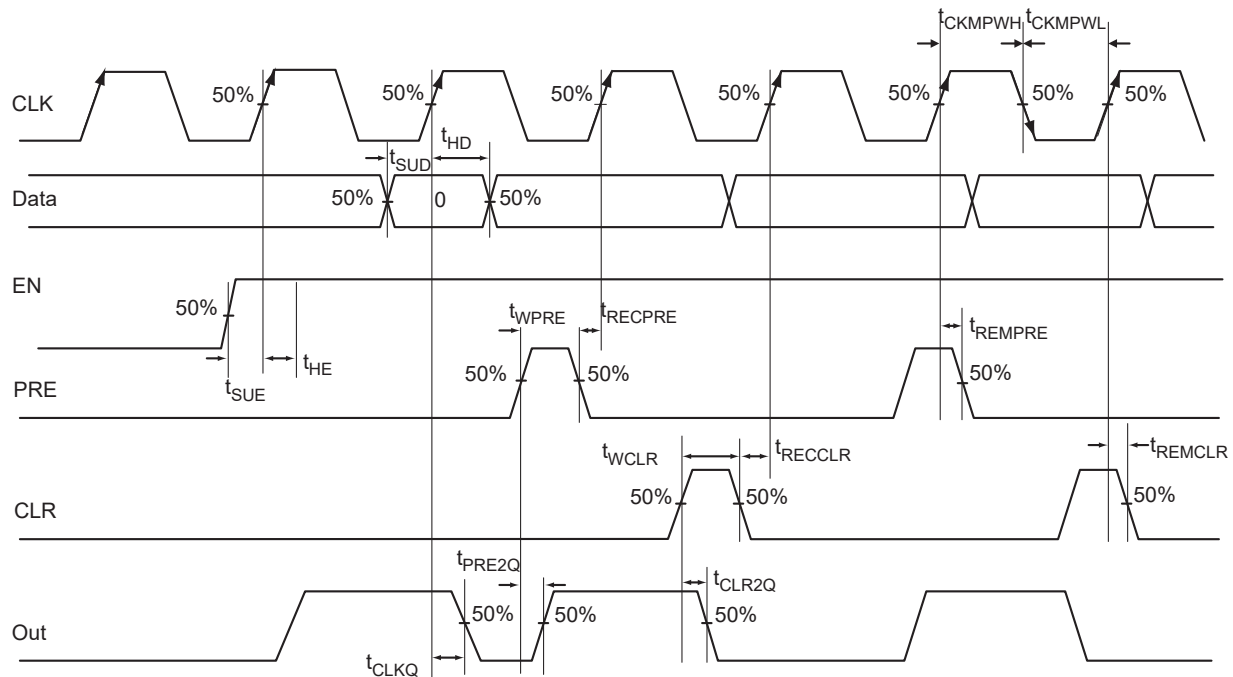 tCKMPWH tCKMPWL
CLK 50% 50% 50% 50% 50% 50% 50%
tSUD tHD
Data 50% 0 50%
EN
50%
tWPRE tRECPRE tREMPRE
tSUE tHE
PRE 50% 50% 50%
tWCLR tRECCLR tREMCLR
CLR 50% 50% 50%
tPRE2Q tCLR2Q
Out 50% 50% 50%
tCLKQ